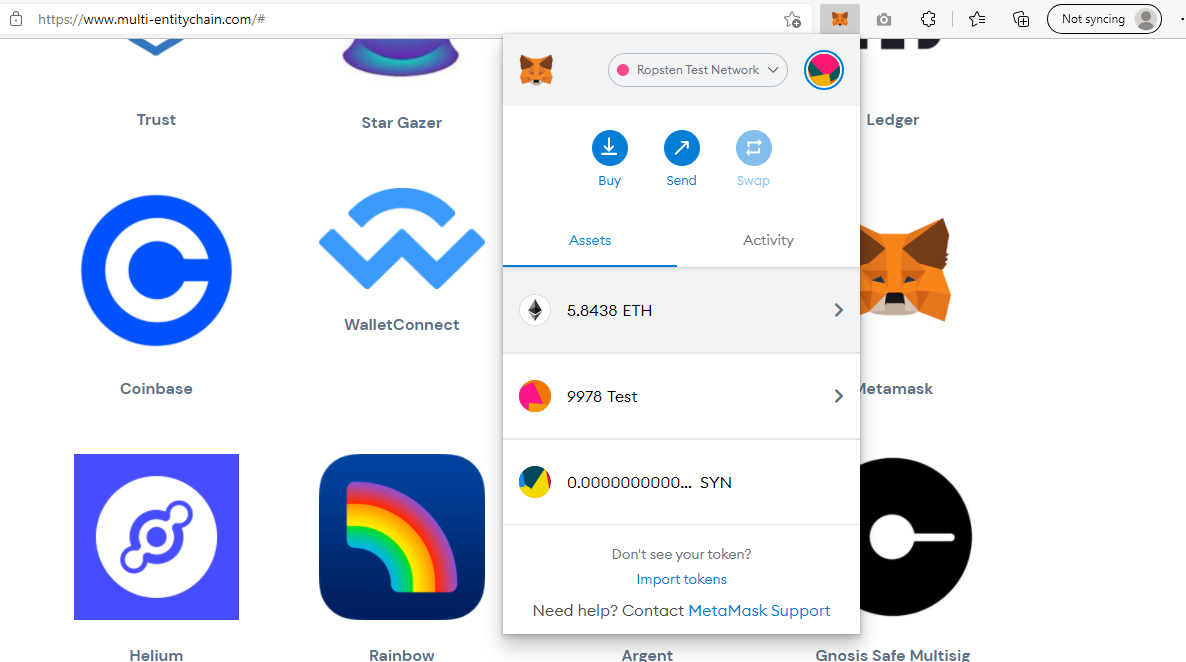 https://www.multi-entitychain.com/#
Not syncing
Ropsten Test Network
Trust
Star Gazer
Ledger
Buy
Send
Swap
Assets
Activity
5.8438 ETH
WalletConnect
Coinbase
9978 Test
Metamask
0.0000000000... SYN
Don't see your token?
Import tokens
Need help? Contact MetaMask Support
Helium
Rainbow
Argent
Gnosis Safe Multisig